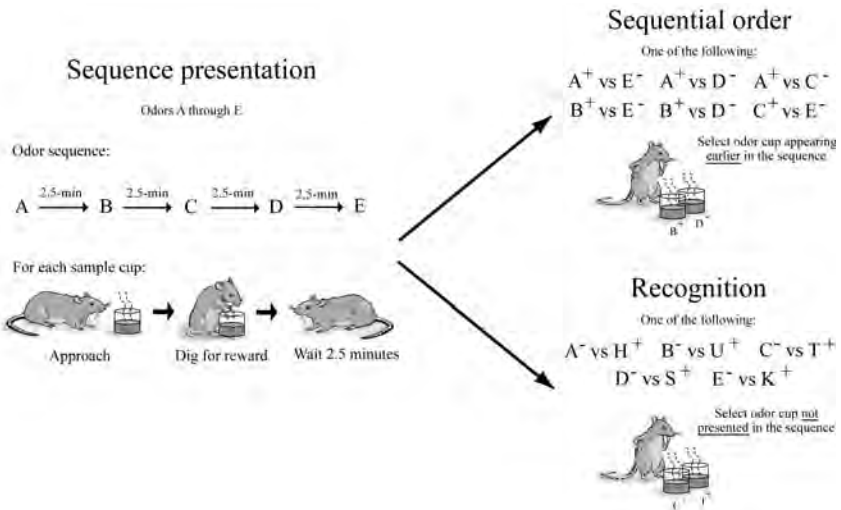 Sequence presentation
Odors A through E
Odor sequence:
2.5-min 2.5-min 2.5-min 2.5-min
A B C D E
For each sample cup:
Approach Dig for reward Wait 2.5 minutes
Sequential order
One of the following:
A⁺ vs E⁻ A⁺ vs D⁻ A⁺ vs C⁻
B⁺ vs E⁻ B⁺ vs D⁻ C⁺ vs E⁻
Select odor cup appearing
earlier in the sequence
B⁺ D⁻
Recognition
One of the following:
A⁻ vs H⁺ B⁻ vs U⁺ C⁻ vs T⁺
D⁻ vs S⁺ E⁻ vs K⁺
Select odor cup not
presented in the sequence